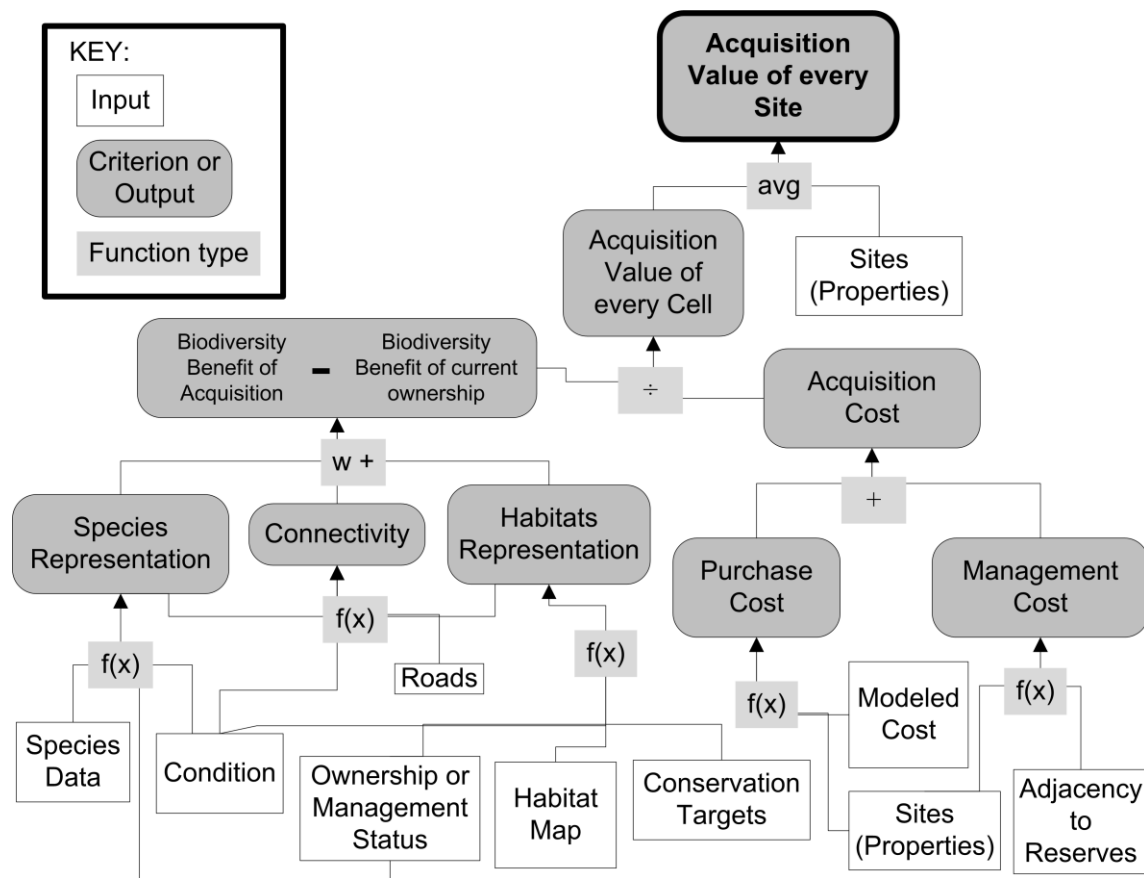 KEY:
Input
Criterion or
Output
Function type
Acquisition
Value of every
Site
avg
Acquisition
Value of
every Cell
Sites
(Properties)
Biodiversity
Benefit of
Acquisition
-
Biodiversity
Benefit of current
ownership
÷
Acquisition
Cost
w +
+
Species
Representation
Connectivity
Habitats
Representation
Purchase
Cost
Management
Cost
f(x)
f(x)
f(x)
f(x)
f(x)
Roads
Species
Data
Condition
Ownership or
Management
Status
Habitat
Map
Conservation
Targets
Modeled
Cost
Sites
(Properties)
Adjacency
to
Reserves